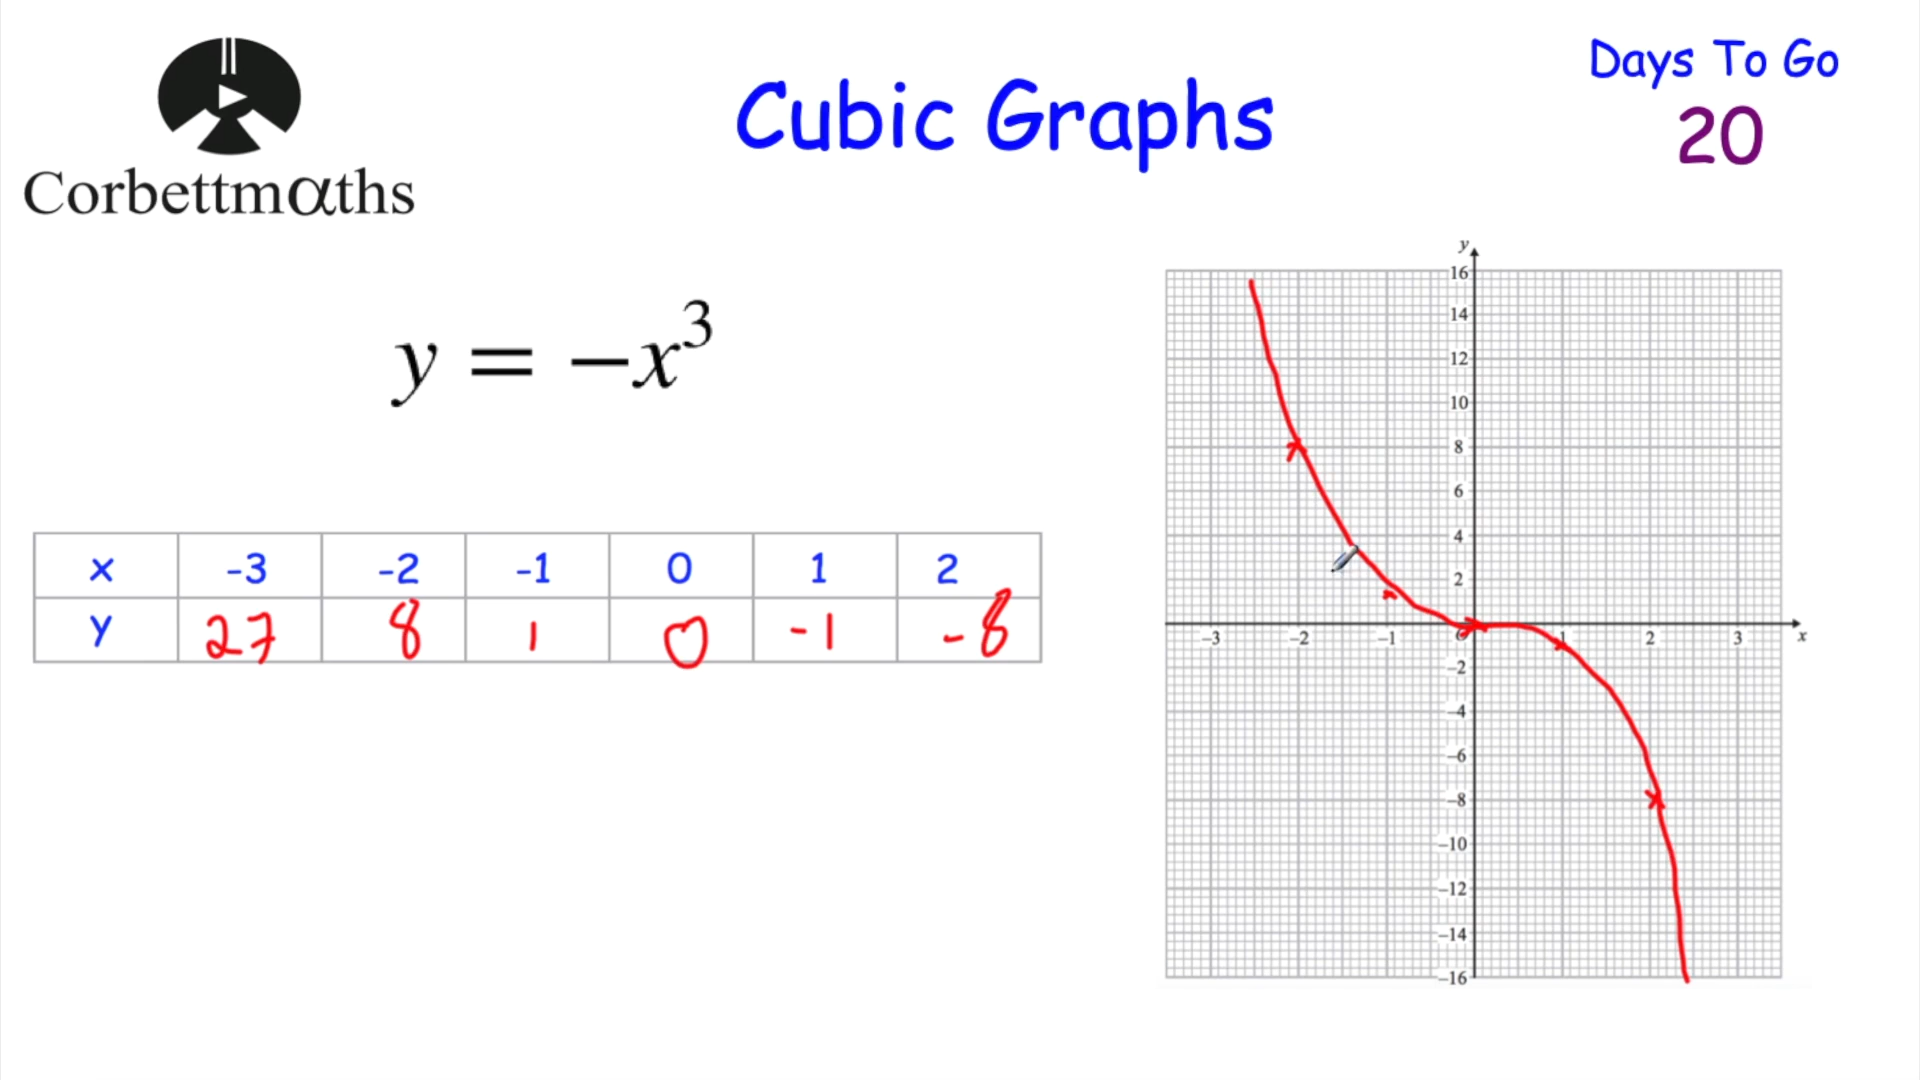 Corbettmαths
Cubic Graphs
Days To Go
20
y = −x³
x -3 -2 -1 0 1 2
y 27 8 1 0 -1 -8
y
16
14
12
10
8
6
4
2
−3 −2 −1 0 1 2 3 x
−2
−4
−6
−8
−10
−12
−14
−16